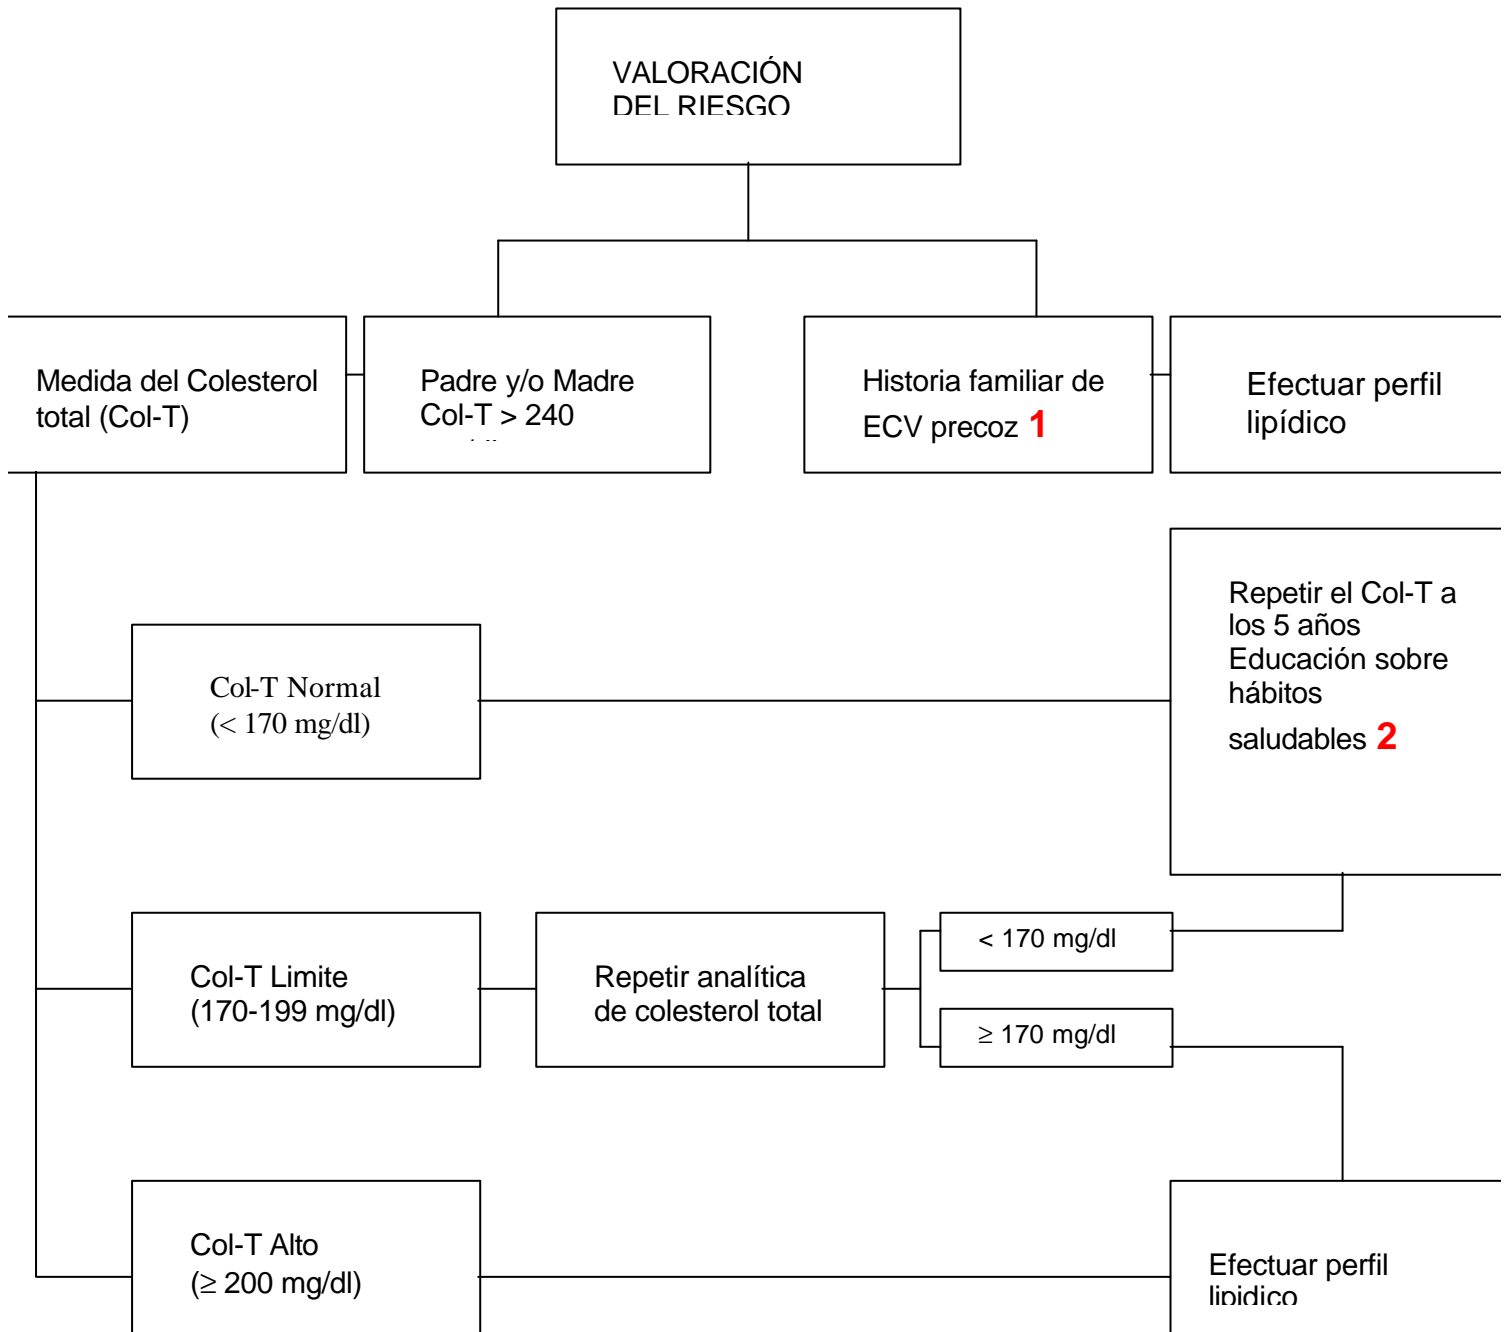 VALORACIÓN
DEL RIESGO
Medida del Colesterol
total (Col-T)
Padre y/o Madre
Col-T > 240
Historia familiar de
ECV precoz 1
Efectuar perfil
lipídico
Repetir el Col-T a
los 5 años
Educación sobre
hábitos
saludables 2
Col-T Normal
(< 170 mg/dl)
Col-T Limite
(170-199 mg/dl)
Repetir analítica
de colesterol total
< 170 mg/dl
≥ 170 mg/dl
Col-T Alto
(≥ 200 mg/dl)
Efectuar perfil
lipidico